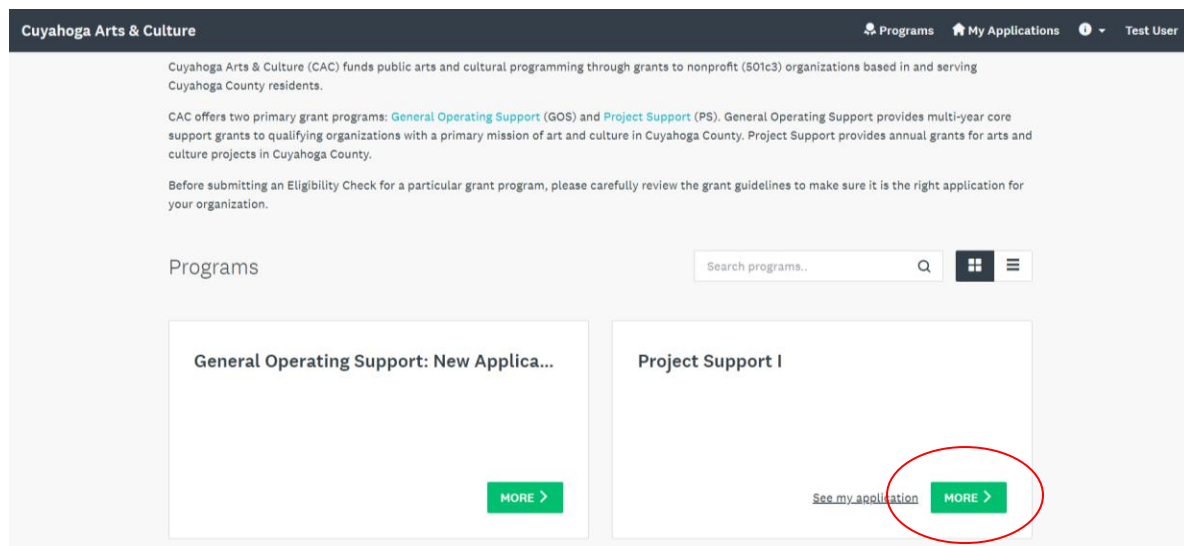 Cuyahoga Arts & Culture
Programs My Applications Test User
Cuyahoga Arts & Culture (CAC) funds public arts and cultural programming through grants to nonprofit (501c3) organizations based in and serving
Cuyahoga County residents.
CAC offers two primary grant programs: General Operating Support (GOS) and Project Support (PS). General Operating Support provides multi-year core
support grants to qualifying organizations with a primary mission of art and culture in Cuyahoga County. Project Support provides annual grants for arts and
culture projects in Cuyahoga County.
Before submitting an Eligibility Check for a particular grant program, please carefully review the grant guidelines to make sure it is the right application for
your organization.
Programs
Search programs..
General Operating Support: New Applica...
MORE
Project Support I
See my application MORE